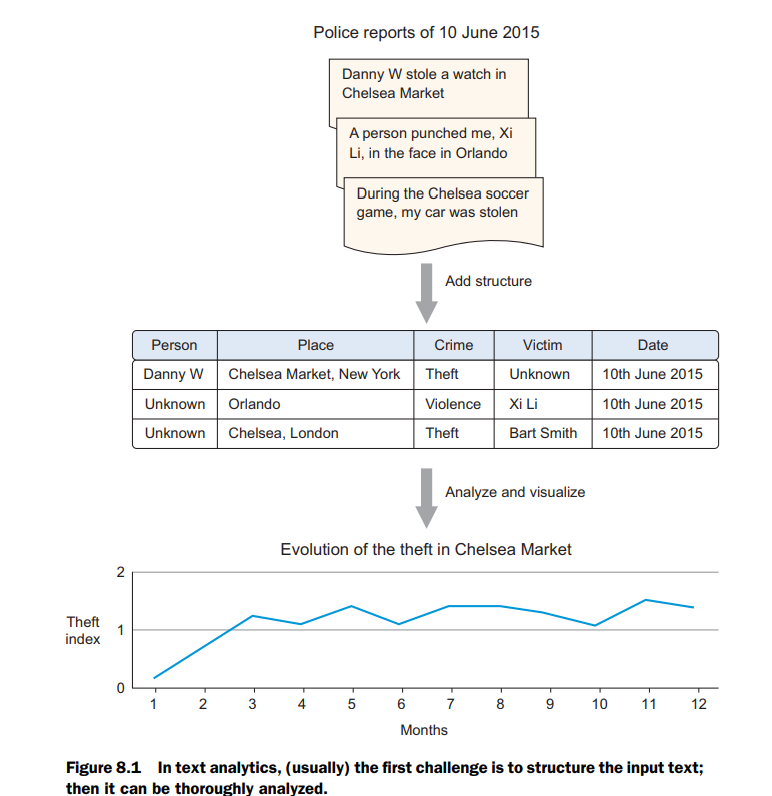 Police reports of 10 June 2015
Danny W stole a watch in
Chelsea Market
A person punched me, Xi
Li, in the face in Orlando
During the Chelsea soccer
game, my car was stolen
Add structure
Person Place Crime Victim Date
Danny W Chelsea Market, New York Theft Unknown 10th June 2015
Unknown Orlando Violence Xi Li 10th June 2015
Unknown Chelsea, London Theft Bart Smith 10th June 2015
Analyze and visualize
Evolution of the theft in Chelsea Market
2
Theft
index
1
0
1 2 3 4 5 6 7 8 9 10 11 12
Months
Figure 8.1 In text analytics, (usually) the first challenge is to structure the input text;
then it can be thoroughly analyzed.